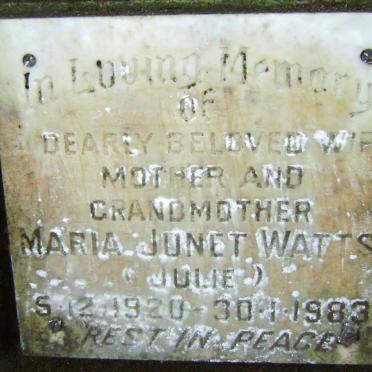 In Loving Memory
OF
DEARLY BELOVED WIFE
MOTHER AND
GRANDMOTHER
MARIA JUNET WATTS
( JULIE )
5·12·1920 - 30·1·1983
"REST IN PEACE"